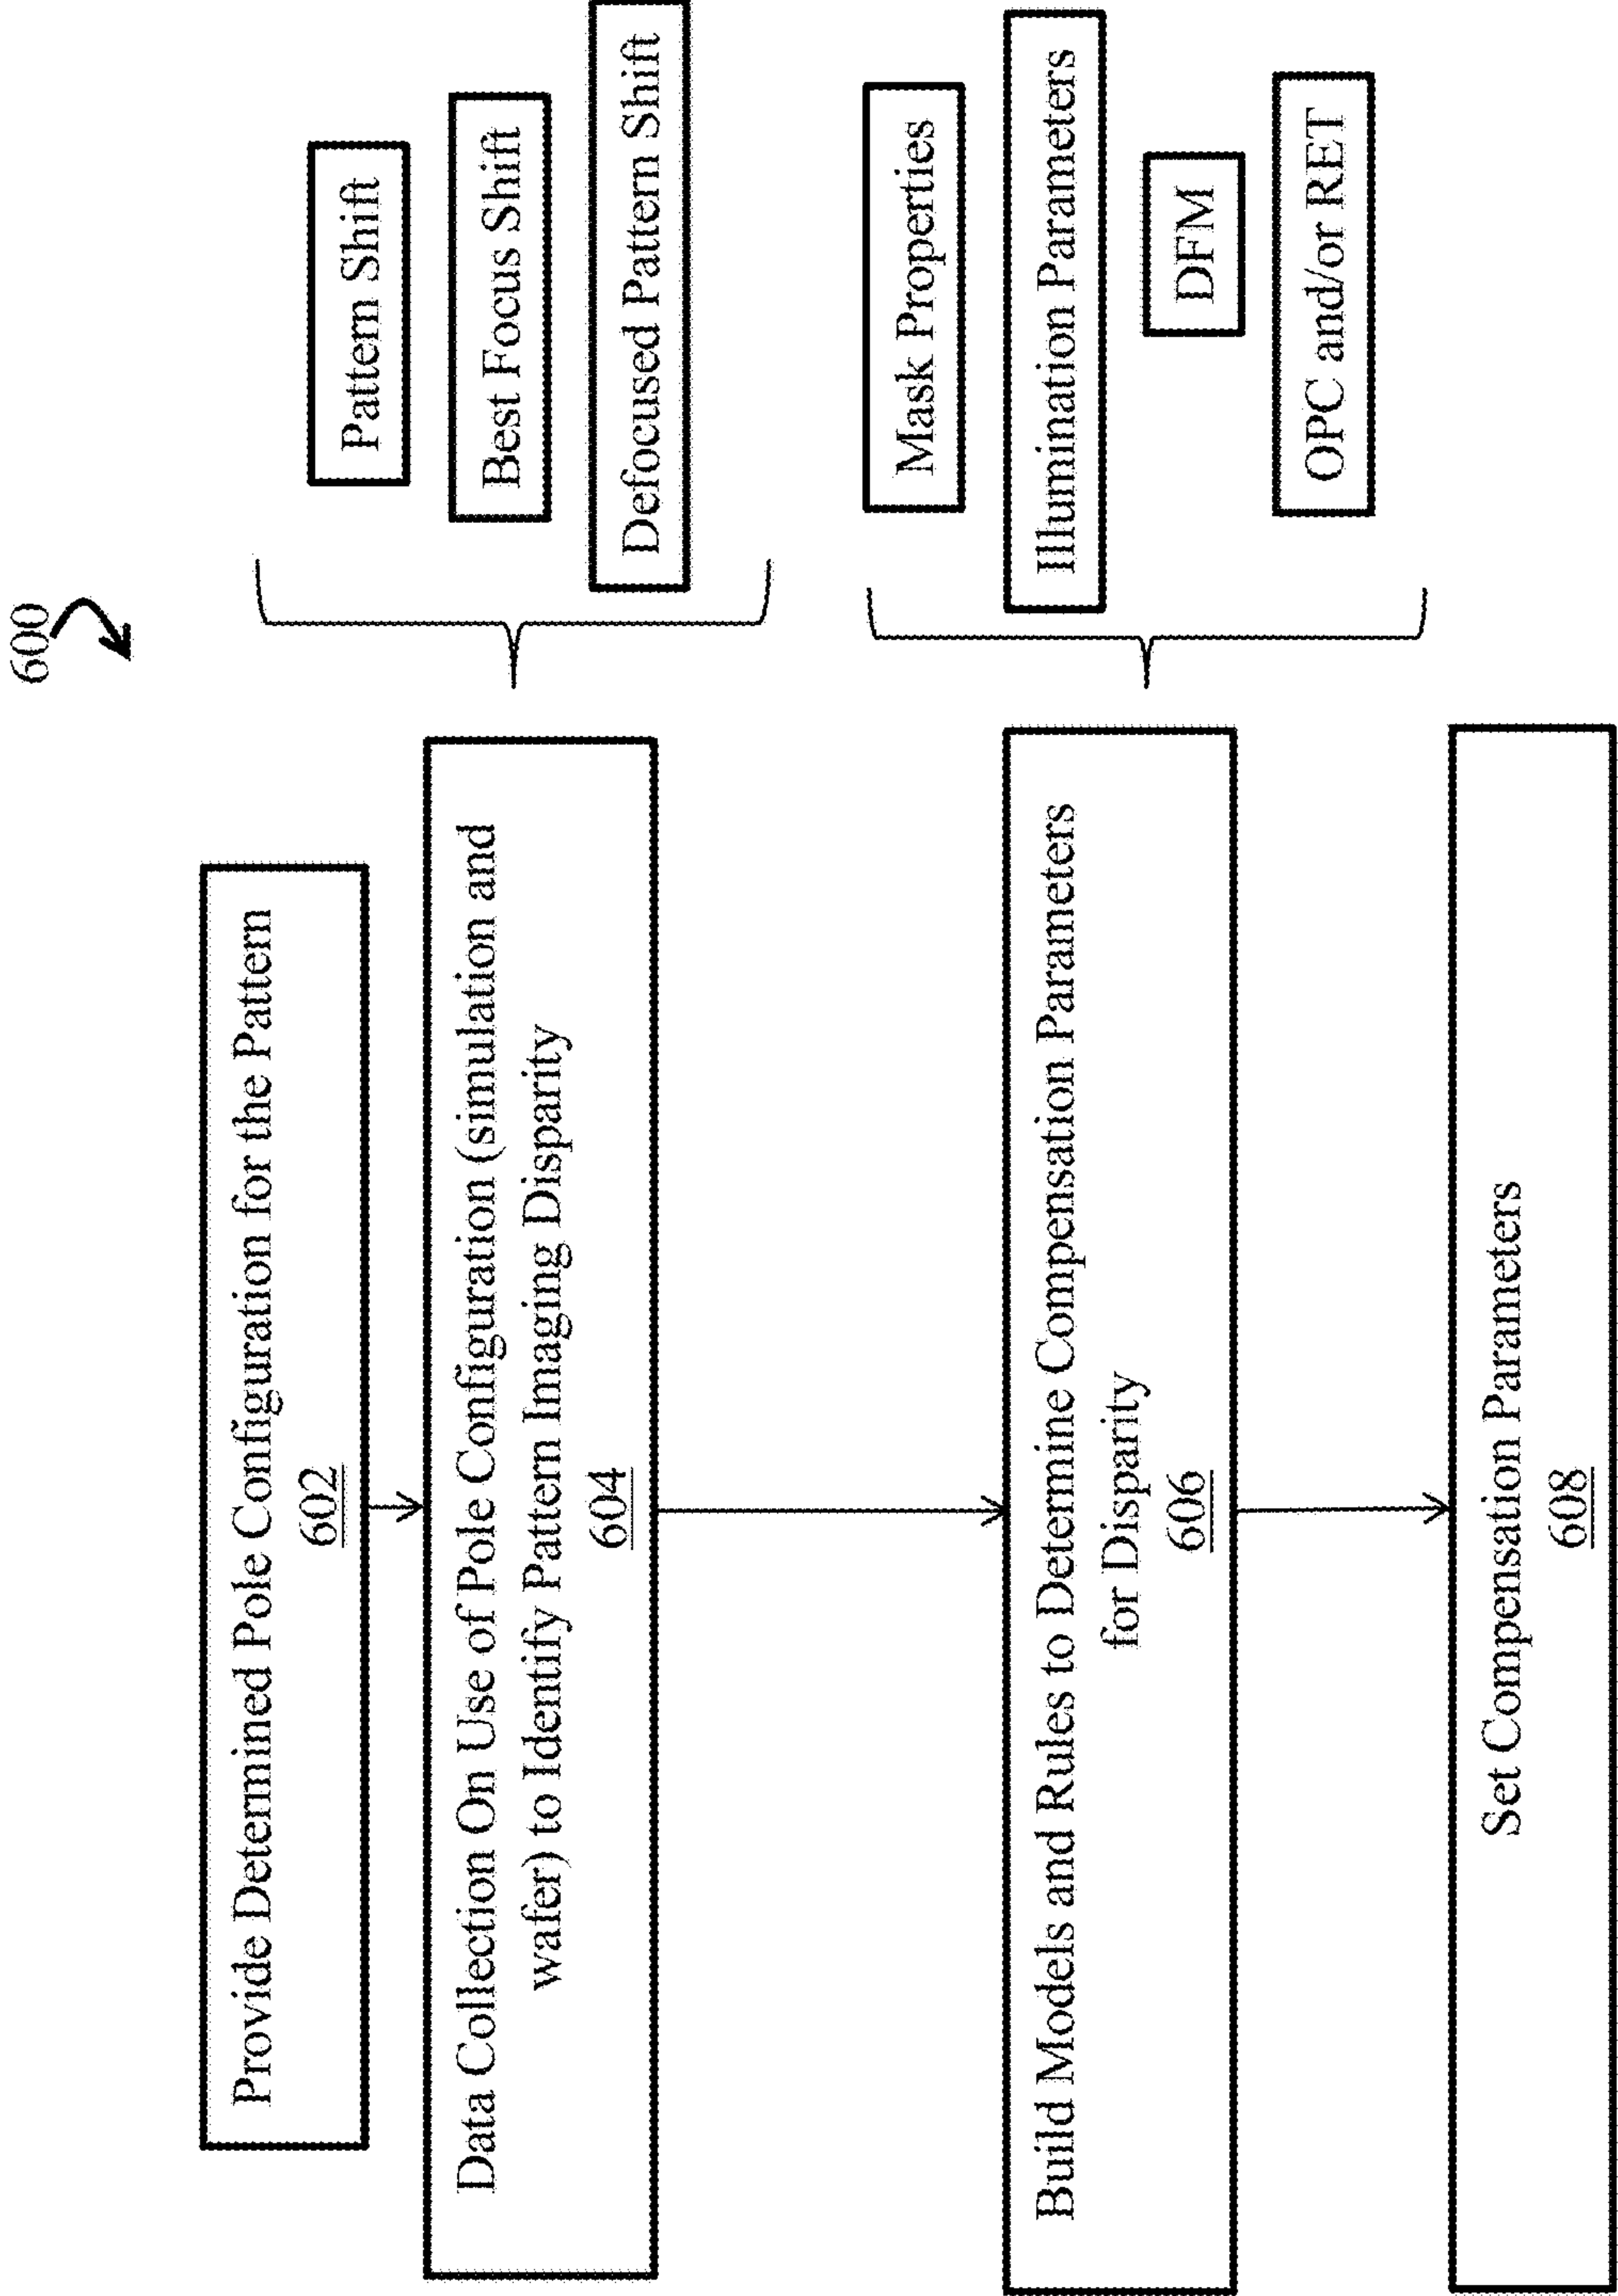 600
Provide Determined Pole Configuration for the Pattern
602
Data Collection On Use of Pole Configuration (simulation and
wafer) to Identify Pattern Imaging Disparity
604
Pattern Shift
Best Focus Shift
Defocused Pattern Shift
Build Models and Rules to Determine Compensation Parameters
for Disparity
606
Mask Properties
Illumination Parameters
DFM
OPC and/or RET
Set Compensation Parameters
608